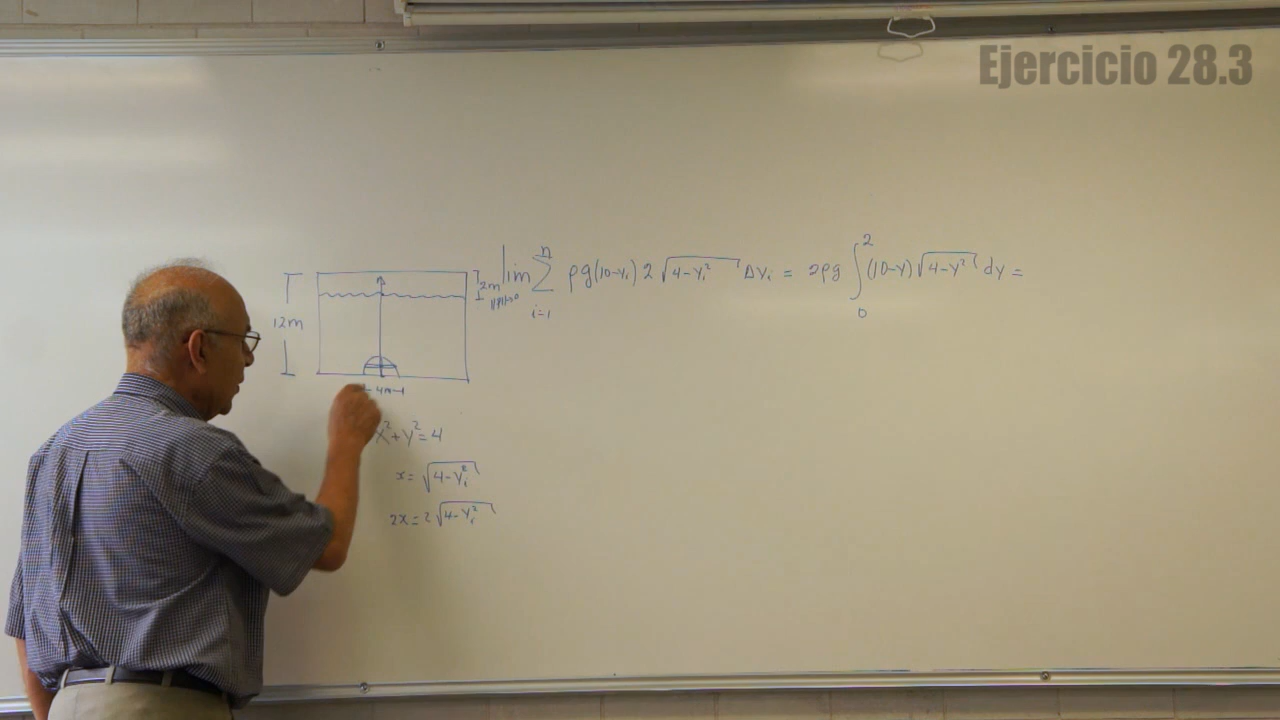 Ejercicio 28.3
lim Σ ρg(10-yᵢ) 2 √(4-yᵢ²) Δyᵢ = 2ρg ∫₀² (10-y) √(4-y²) dy =
n
i=1
2m
12m
4m
x²+y²=4
x=√(4-yᵢ²)
2x=2√(4-yᵢ²)